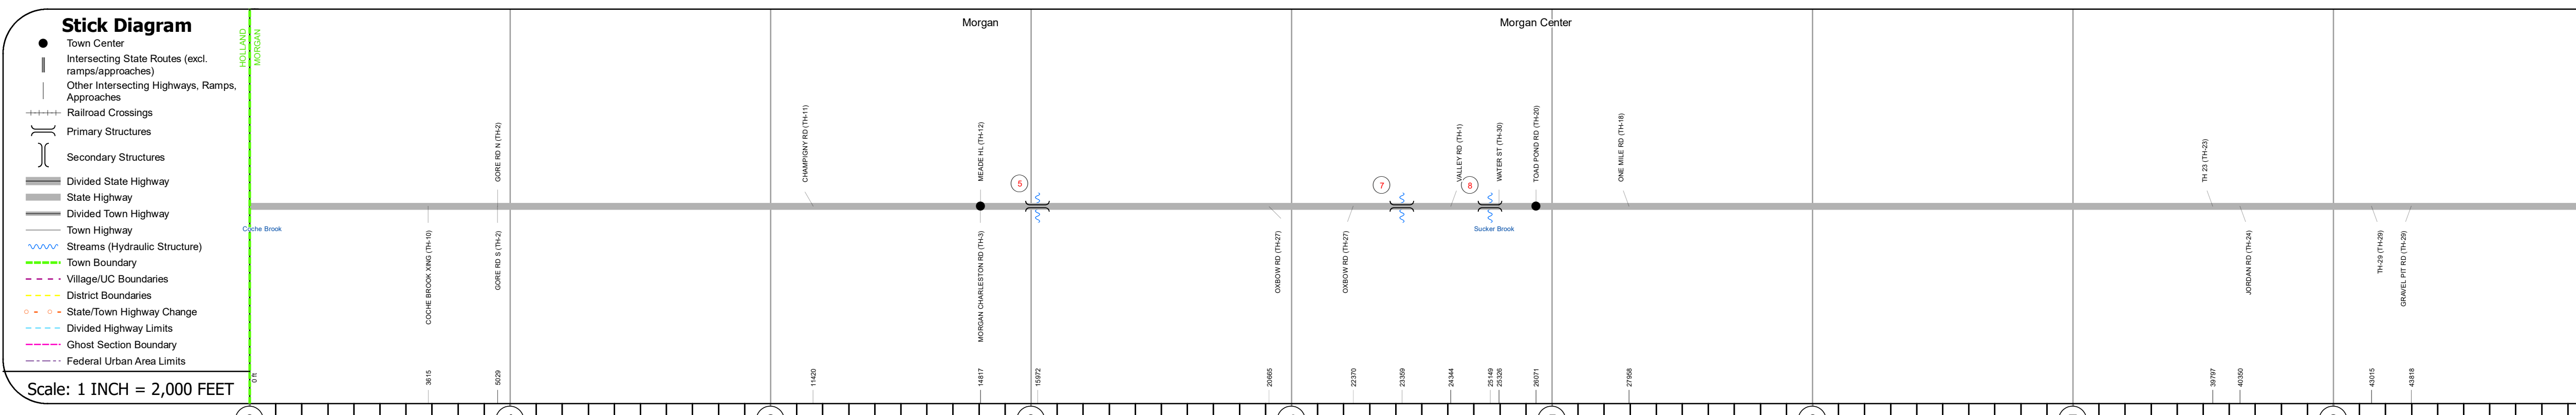 Stick Diagram
Town Center
Intersecting State Routes (excl.
ramps/approaches)
Other Intersecting Highways, Ramps,
Approaches
Railroad Crossings
Primary Structures
Secondary Structures
Divided State Highway
State Highway
Divided Town Highway
Town Highway
Streams (Hydraulic Structure)
Town Boundary
Village/UC Boundaries
District Boundaries
State/Town Highway Change
Divided Highway Limits
Ghost Section Boundary
Federal Urban Area Limits
Scale: 1 INCH = 2,000 FEET
HOLLAND
MORGAN
Morgan
Morgan Center
GORE RD N (TH-2)
CHAMPIGNY RD (TH-11)
MEADE HL (TH-12)
5
7
VALLEY RD (TH-1)
8
WATER ST (TH-30)
TOAD POND RD (TH-20)
ONE MILE RD (TH-18)
TH 23 (TH-23)
Coche Brook
COCHE BROOK XING (TH-10)
GORE RD S (TH-2)
MORGAN CHARLESTON RD (TH-3)
OXBOW RD (TH-27)
OXBOW RD (TH-27)
Sucker Brook
JORDAN RD (TH-24)
TH-29 (TH-29)
GRAVEL PIT RD (TH-29)
0 ft
3615
5029
11420
14817
15972
20665
22370
23359
24344
25149
25326
26071
27958
39797
40350
43015
43818